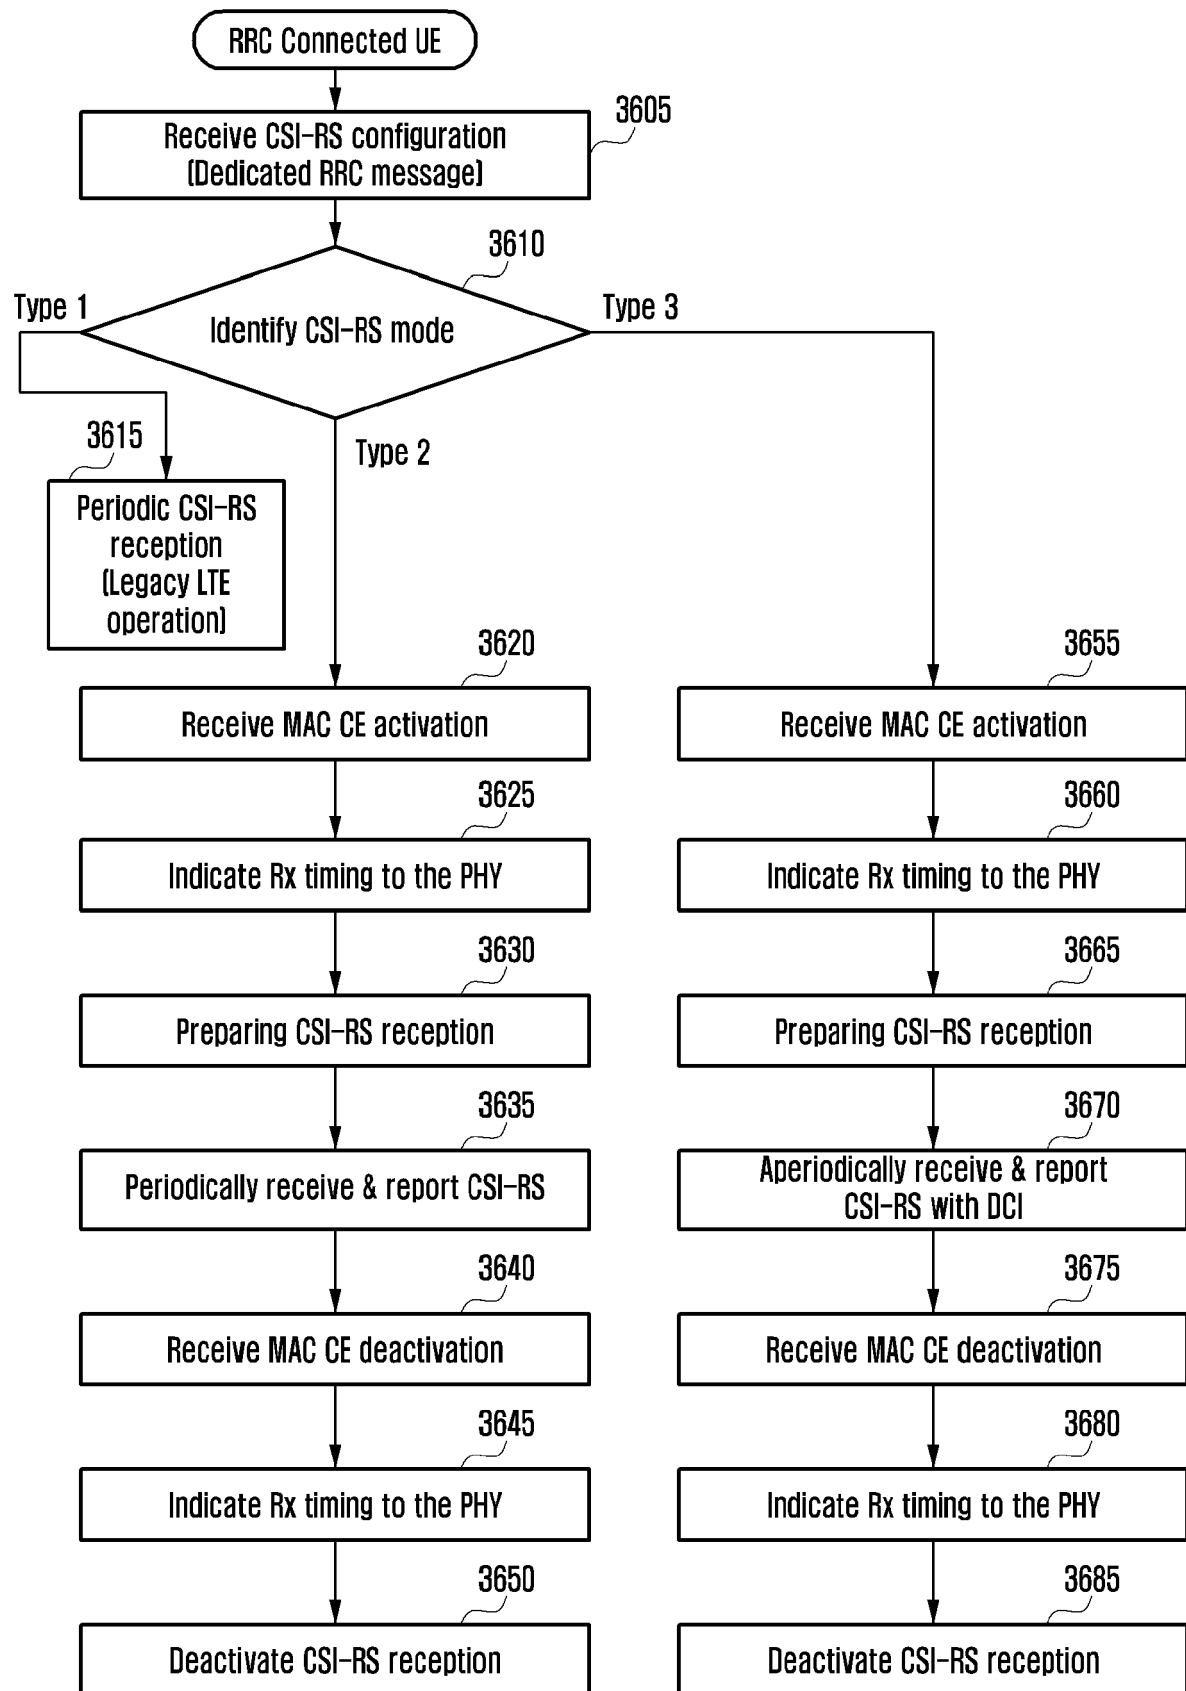 RRC Connected UE
3605
Receive CSI-RS configuration
(Dedicated RRC message)
3610
Type 1
Identify CSI-RS mode
Type 3
Type 2
3615
Periodic CSI-RS
reception
(Legacy LTE
operation)
3620
Receive MAC CE activation
3625
Indicate Rx timing to the PHY
3630
Preparing CSI-RS reception
3635
Periodically receive & report CSI-RS
3640
Receive MAC CE deactivation
3645
Indicate Rx timing to the PHY
3650
Deactivate CSI-RS reception
3655
Receive MAC CE activation
3660
Indicate Rx timing to the PHY
3665
Preparing CSI-RS reception
3670
Aperiodically receive & report
CSI-RS with DCI
3675
Receive MAC CE deactivation
3680
Indicate Rx timing to the PHY
3685
Deactivate CSI-RS reception